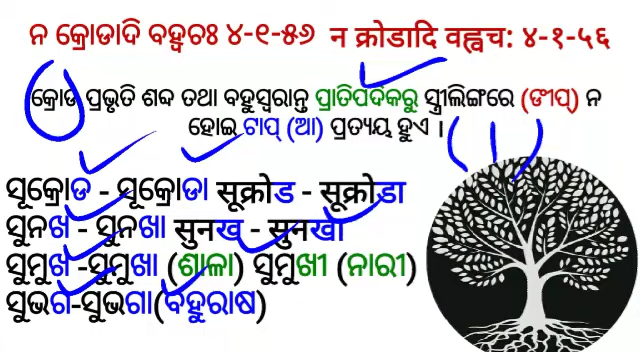 ନ କ୍ରୋଡାଦି ବହ୍ୱଚଃ ୪-୧-୫୬ न क्रोडादि वह्वच: ४-१-५६
କ୍ରୋଡ ପ୍ରଭୃତି ଶବ୍ଦ ତଥା ବହୁସ୍ୱରାନ୍ତ ପ୍ରାତିପଦିକରୁ ସ୍ତ୍ରୀଲିଙ୍ଗରେ (ଙୀପ୍) ନ
ହୋଇ ଟାପ୍ (ଆ) ପ୍ରତ୍ୟୟ ହୁଏ ।
ସୂକ୍ରୋଡ - ସୂକ୍ରୋଡା सूक्रोड - सूक्रोडा
ସୁନଖ - ସୁନଖା सुनख - सुनखा
ସୁମୁଖ -ସୁମୁଖା (ଶାଳା) ସୁମୁଖୀ (ନାରୀ)
ସୁଭଗ-ସୁଭଗା(ବହୁରାଷ)